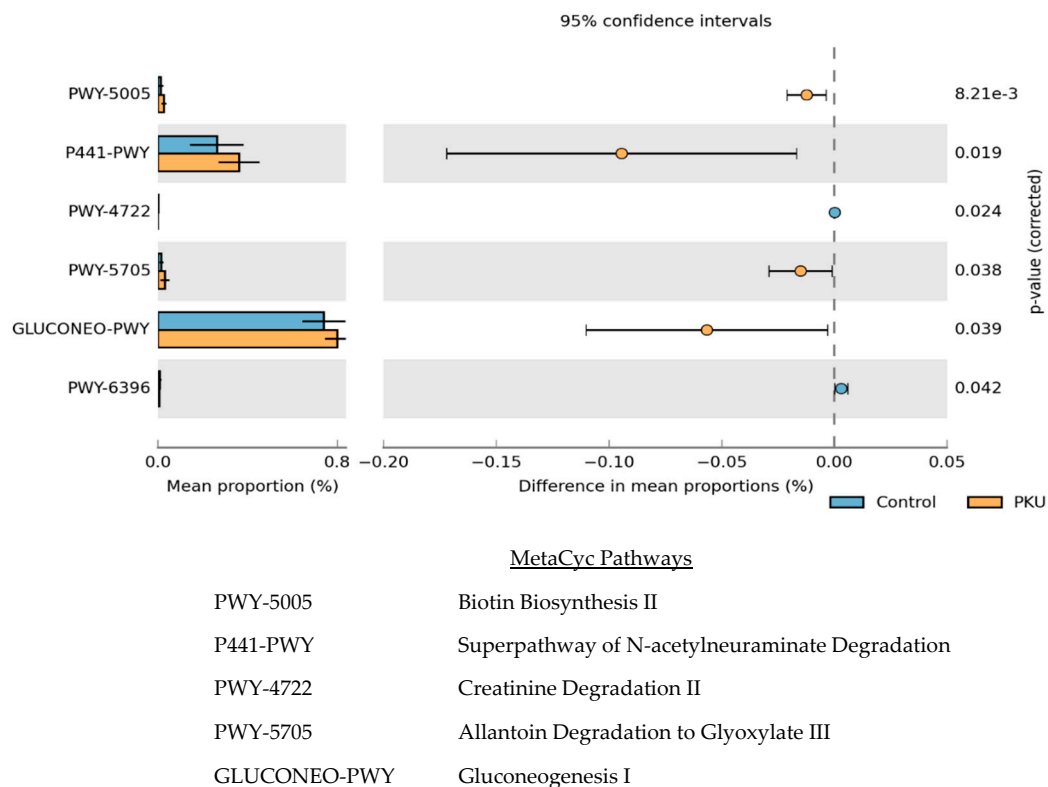 95% confidence intervals
PWY-5005 8.21e-3
P441-PWY 0.019
PWY-4722 0.024
PWY-5705 0.038
GLUCONEO-PWY 0.039
PWY-6396 0.042
p-value (corrected)
0.0 0.8 −0.20 −0.15 −0.10 −0.05 0.00 0.05
Mean proportion (%) Difference in mean proportions (%)
Control PKU
MetaCyc Pathways
PWY-5005 Biotin Biosynthesis II
P441-PWY Superpathway of N-acetylneuraminate Degradation
PWY-4722 Creatinine Degradation II
PWY-5705 Allantoin Degradation to Glyoxylate III
GLUCONEO-PWY Gluconeogenesis I